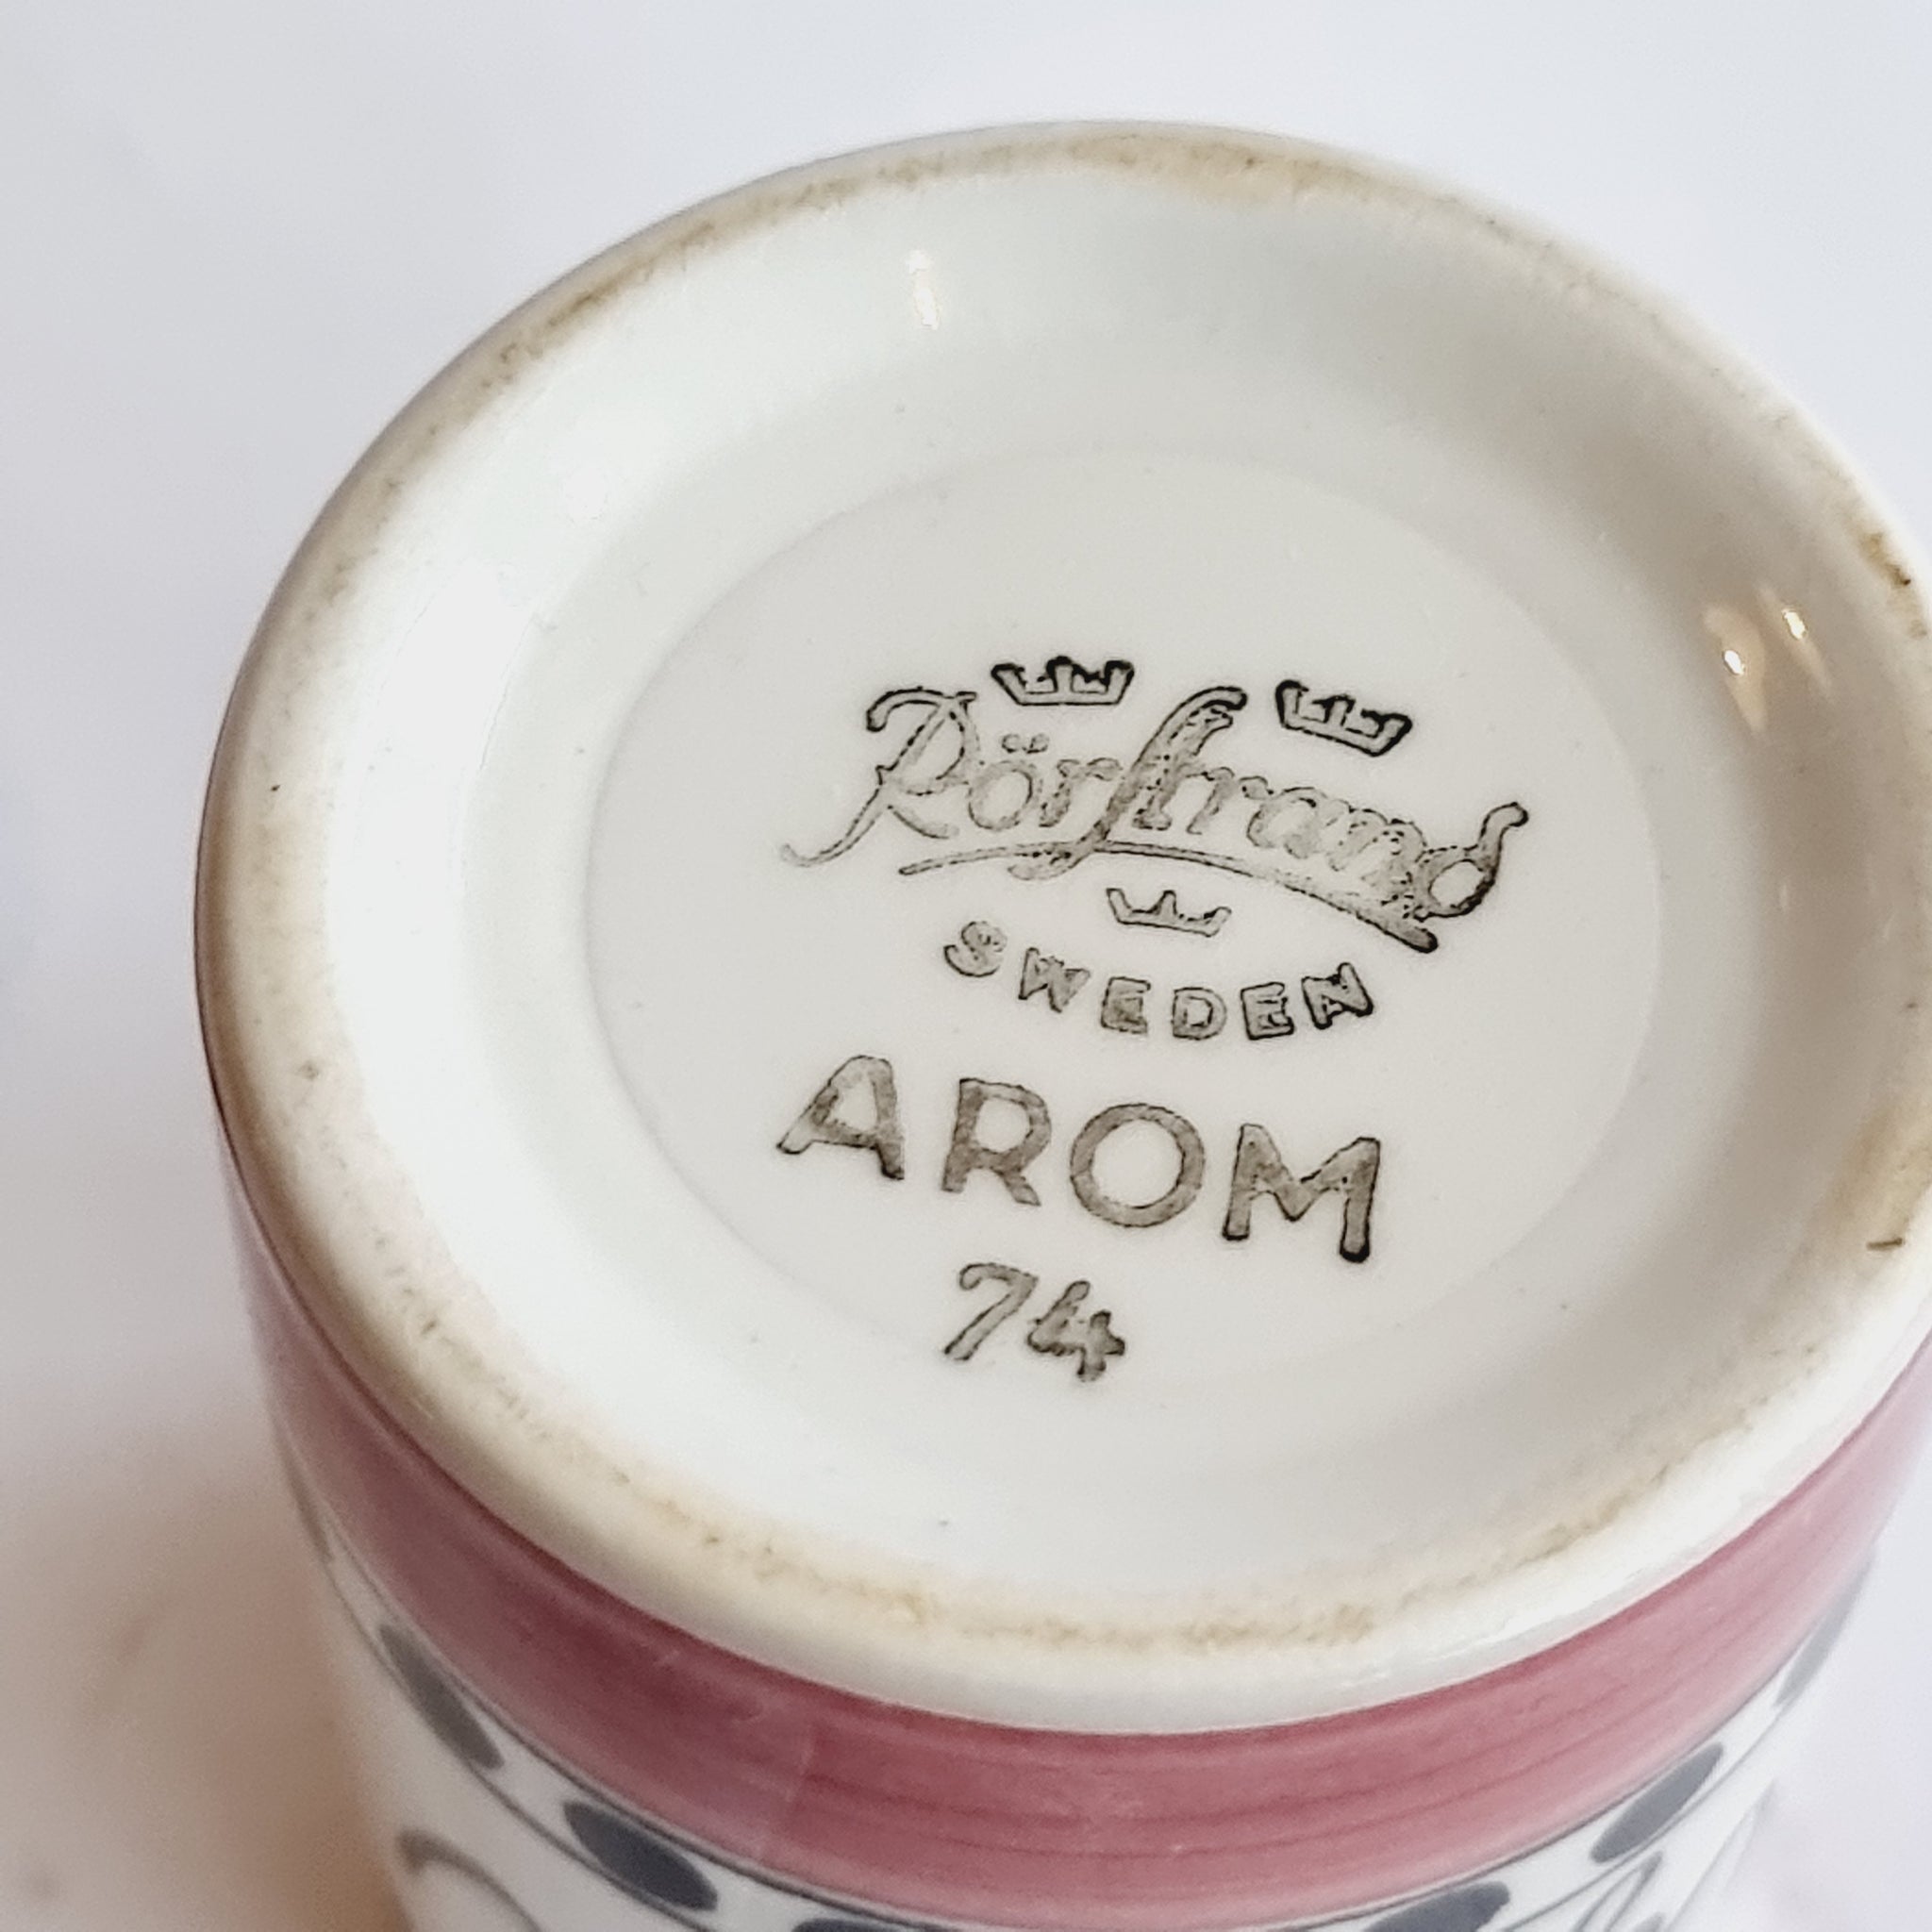 Rörstrand
SWEDEN
AROM
74